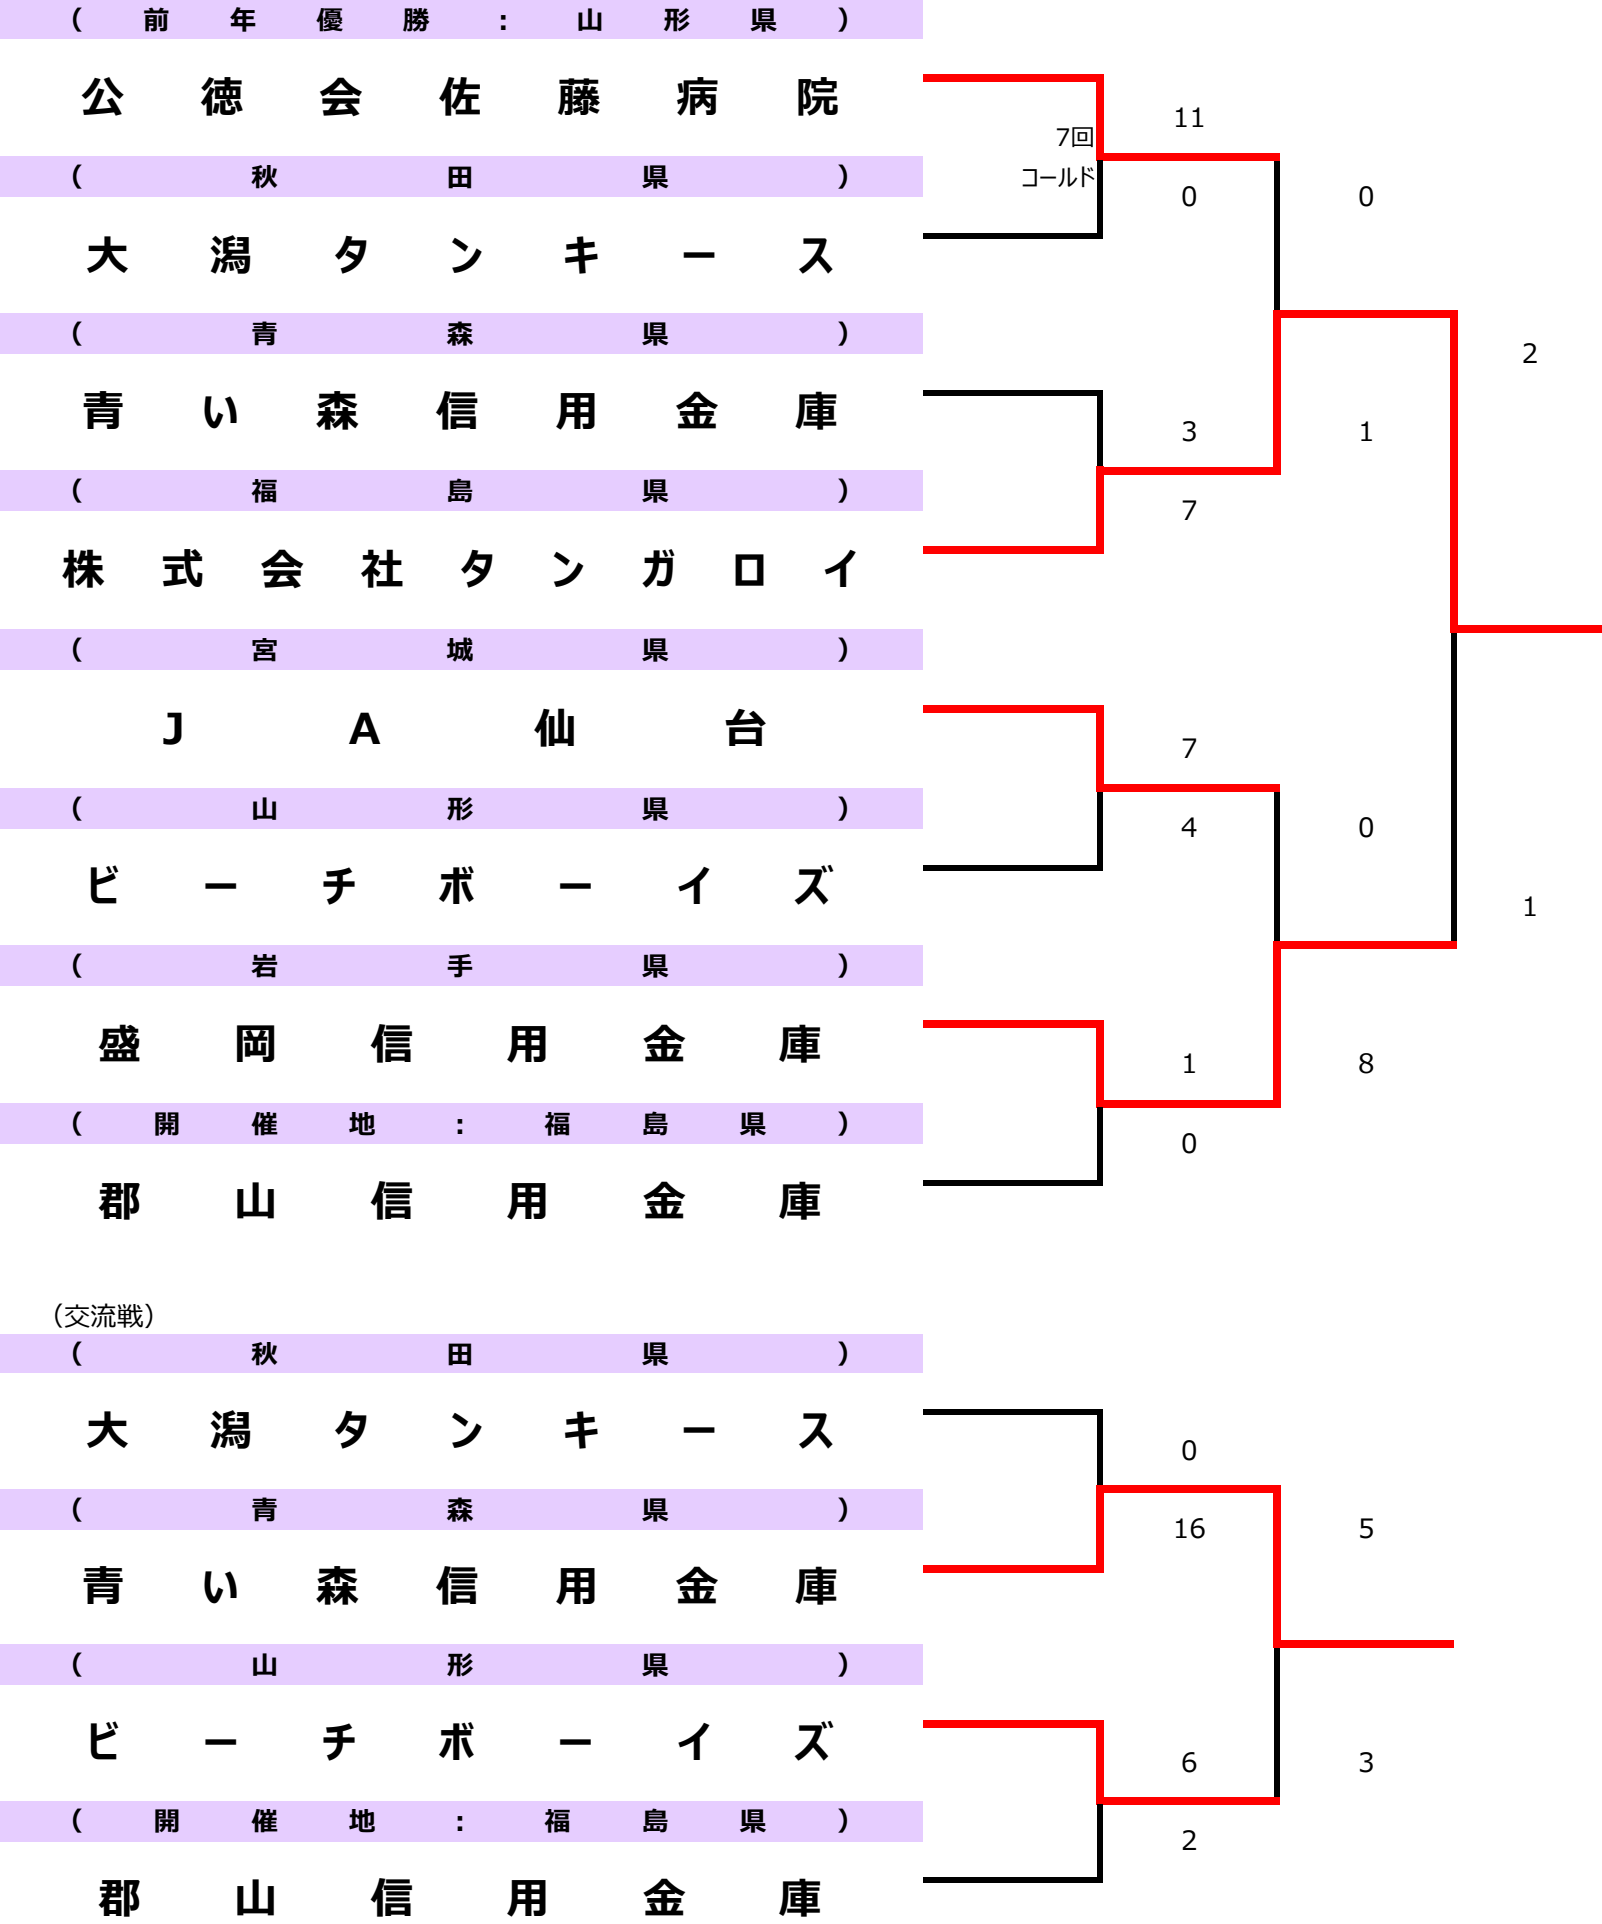 (前年優勝:山形県)
公徳会佐藤病院
11
7回
(秋田県)
コールド
0
0
大潟タンキース
(青森県)
2
青い森信用金庫
3
1
(福島県)
7
株式会社タンガロイ
(宮城県)
JA仙台
7
(山形県)
4
0
ビーチボーイズ
1
(岩手県)
盛岡信用金庫
1
8
(開催地:福島県)
0
郡山信用金庫
(交流戦)
(秋田県)
大潟タンキース
0
(青森県)
16
5
青い森信用金庫
(山形県)
ビーチボーイズ
6
3
(開催地:福島県)
2
郡山信用金庫